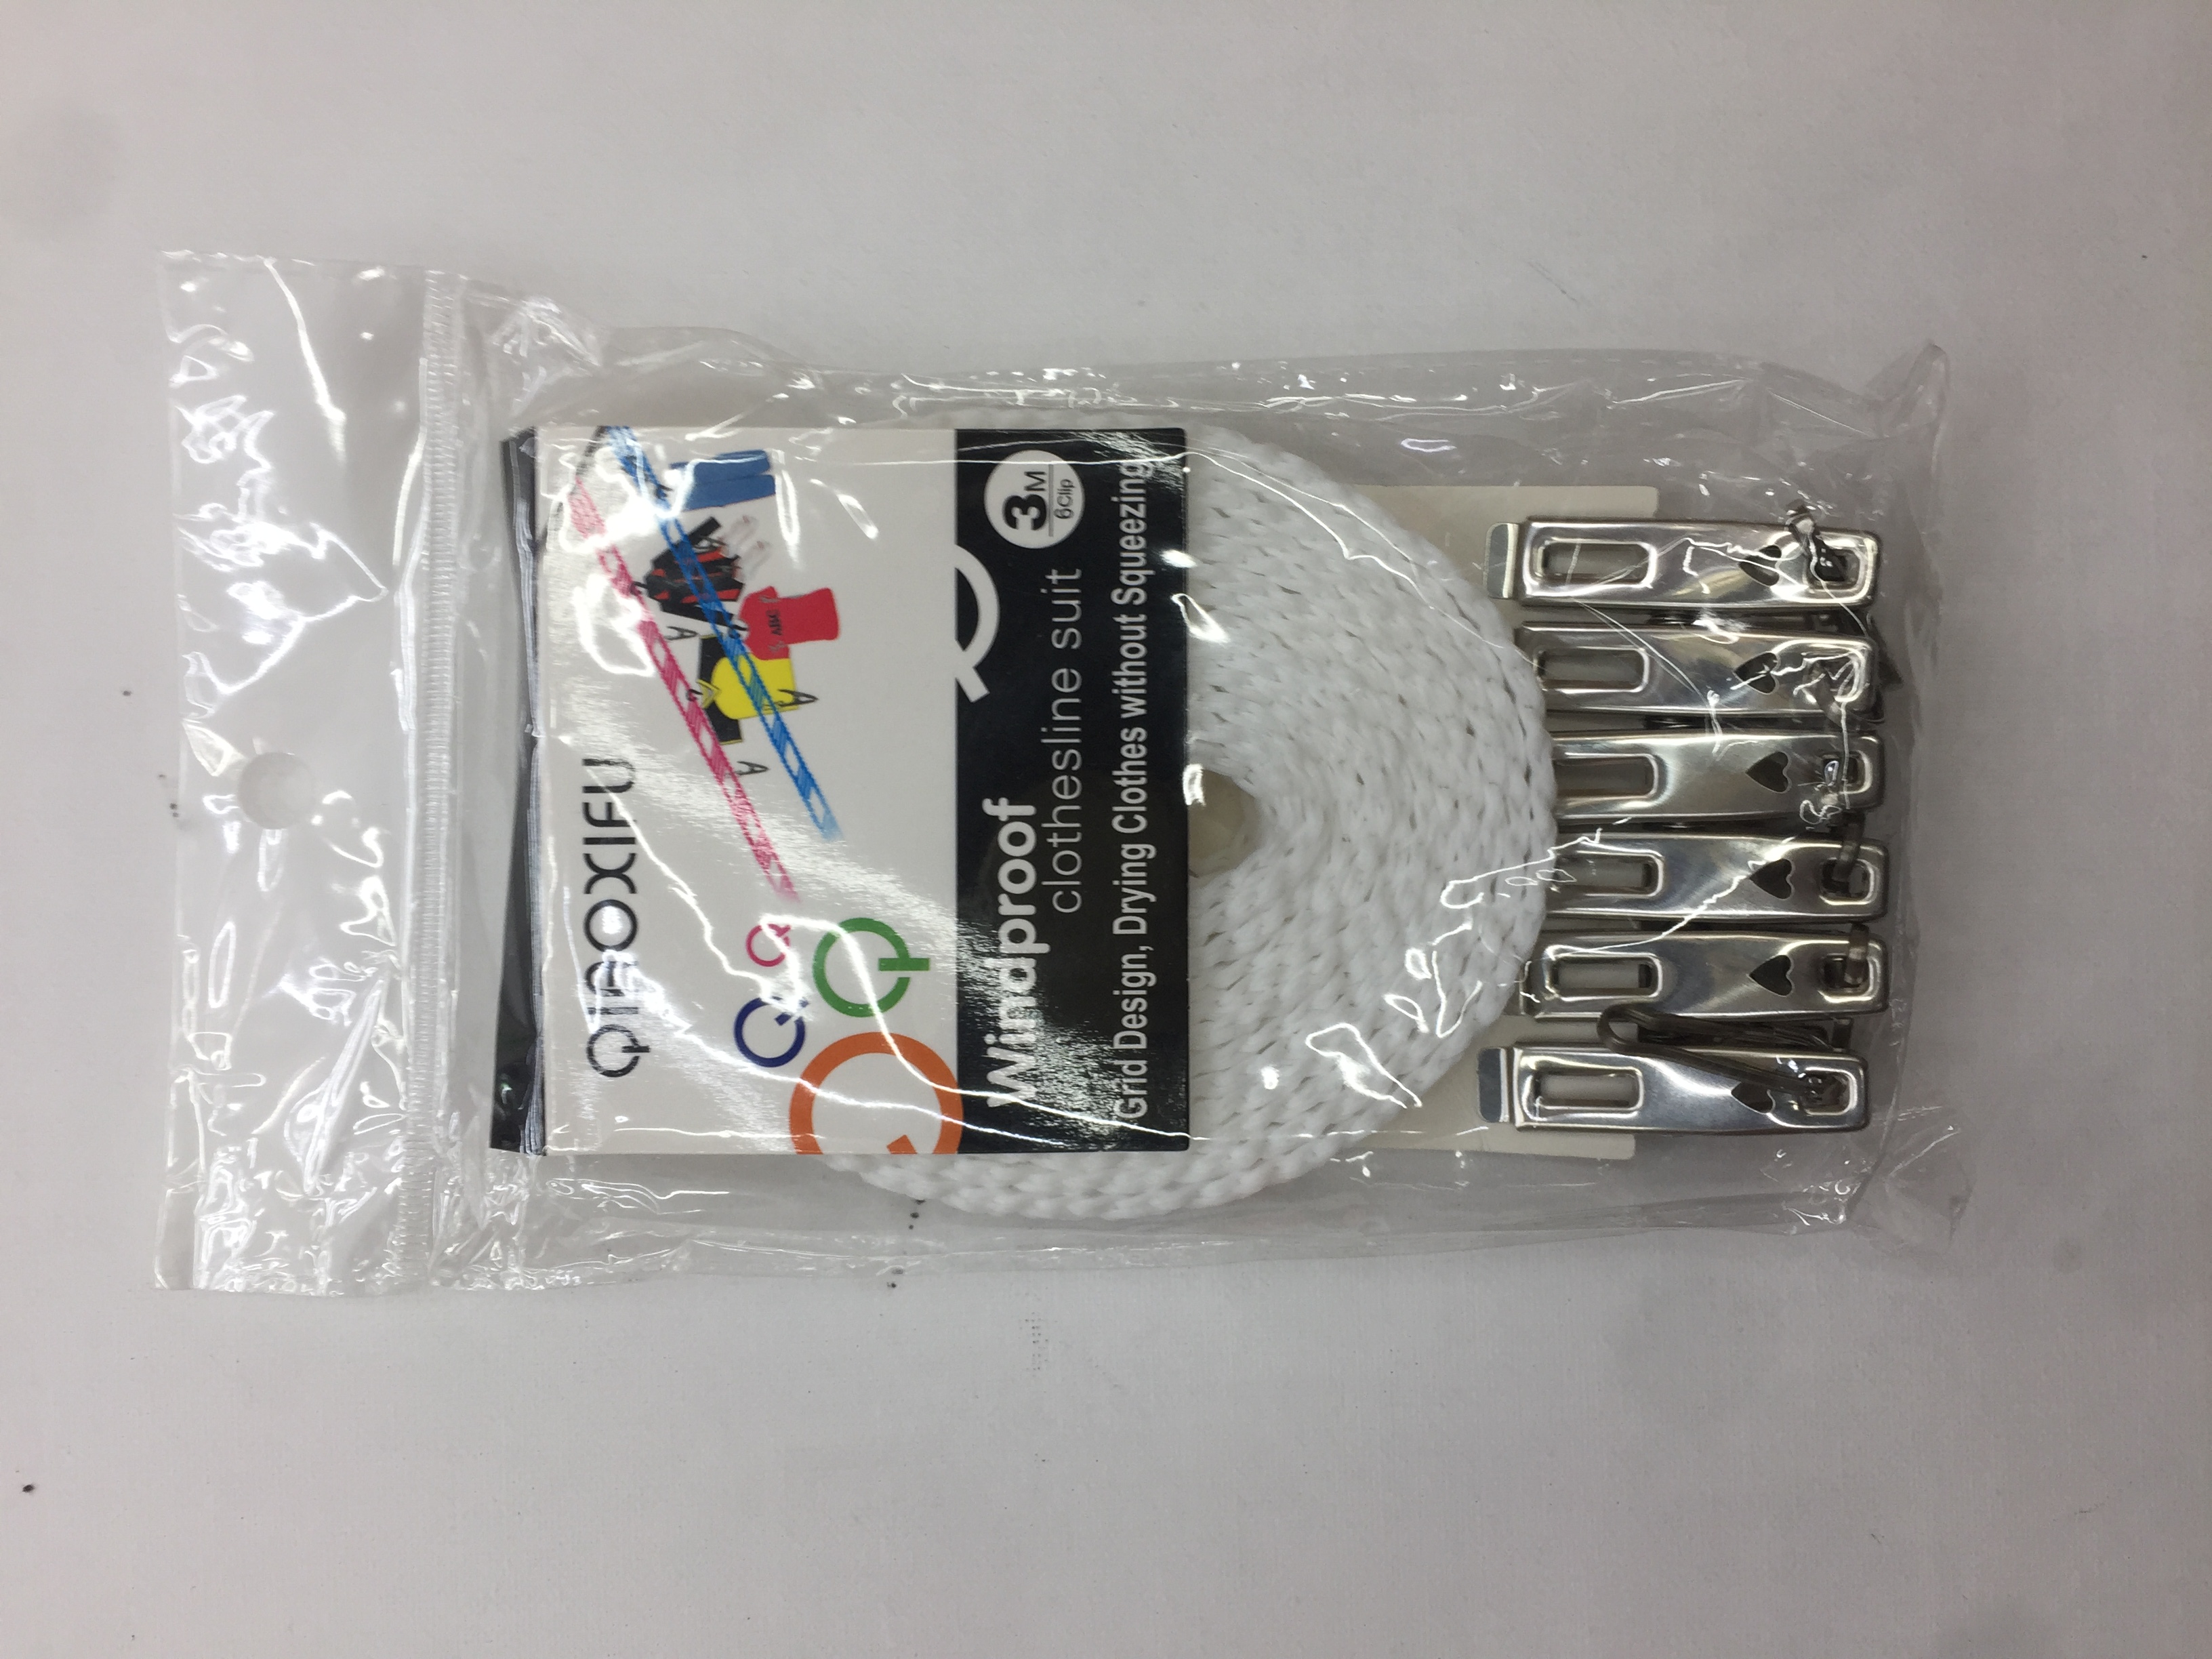 QIAOXIFU
3M
6Clip
Windproof
clothesline suit
Grid Design, Drying Clothes without Squeezing